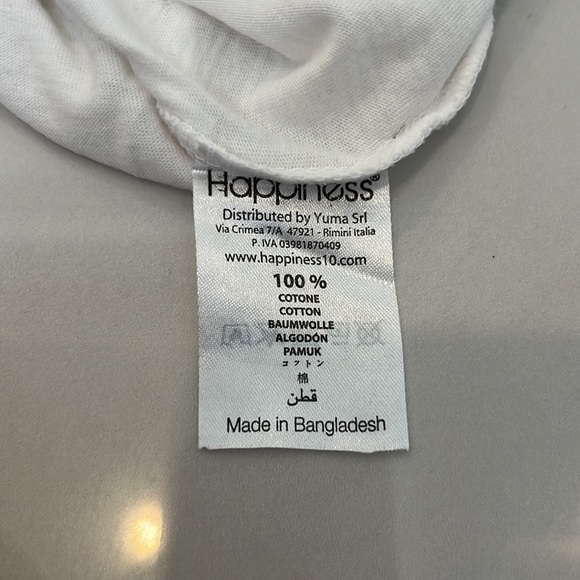 Happiness®
Distributed by Yuma Srl
Via Crimea 7/A 47921 - Rimini Italia
P. IVA 03981870409
www.happiness10.com
100 %
COTONE
COTTON
BAUMWOLLE
ALGODÓN
PAMUK
コットン
棉
قطن
Made in Bangladesh